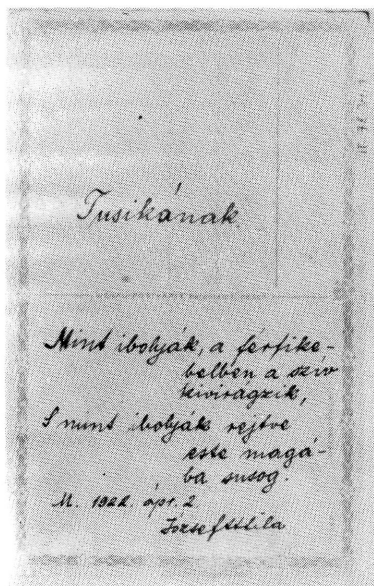 Tusikának
Mint ibolyák, a férfike-
belben a szív
kivirágzik,
S mint ibolyák rejtve
este magá-
ba susog.
M. 1922. ápr. 2.
József Attila